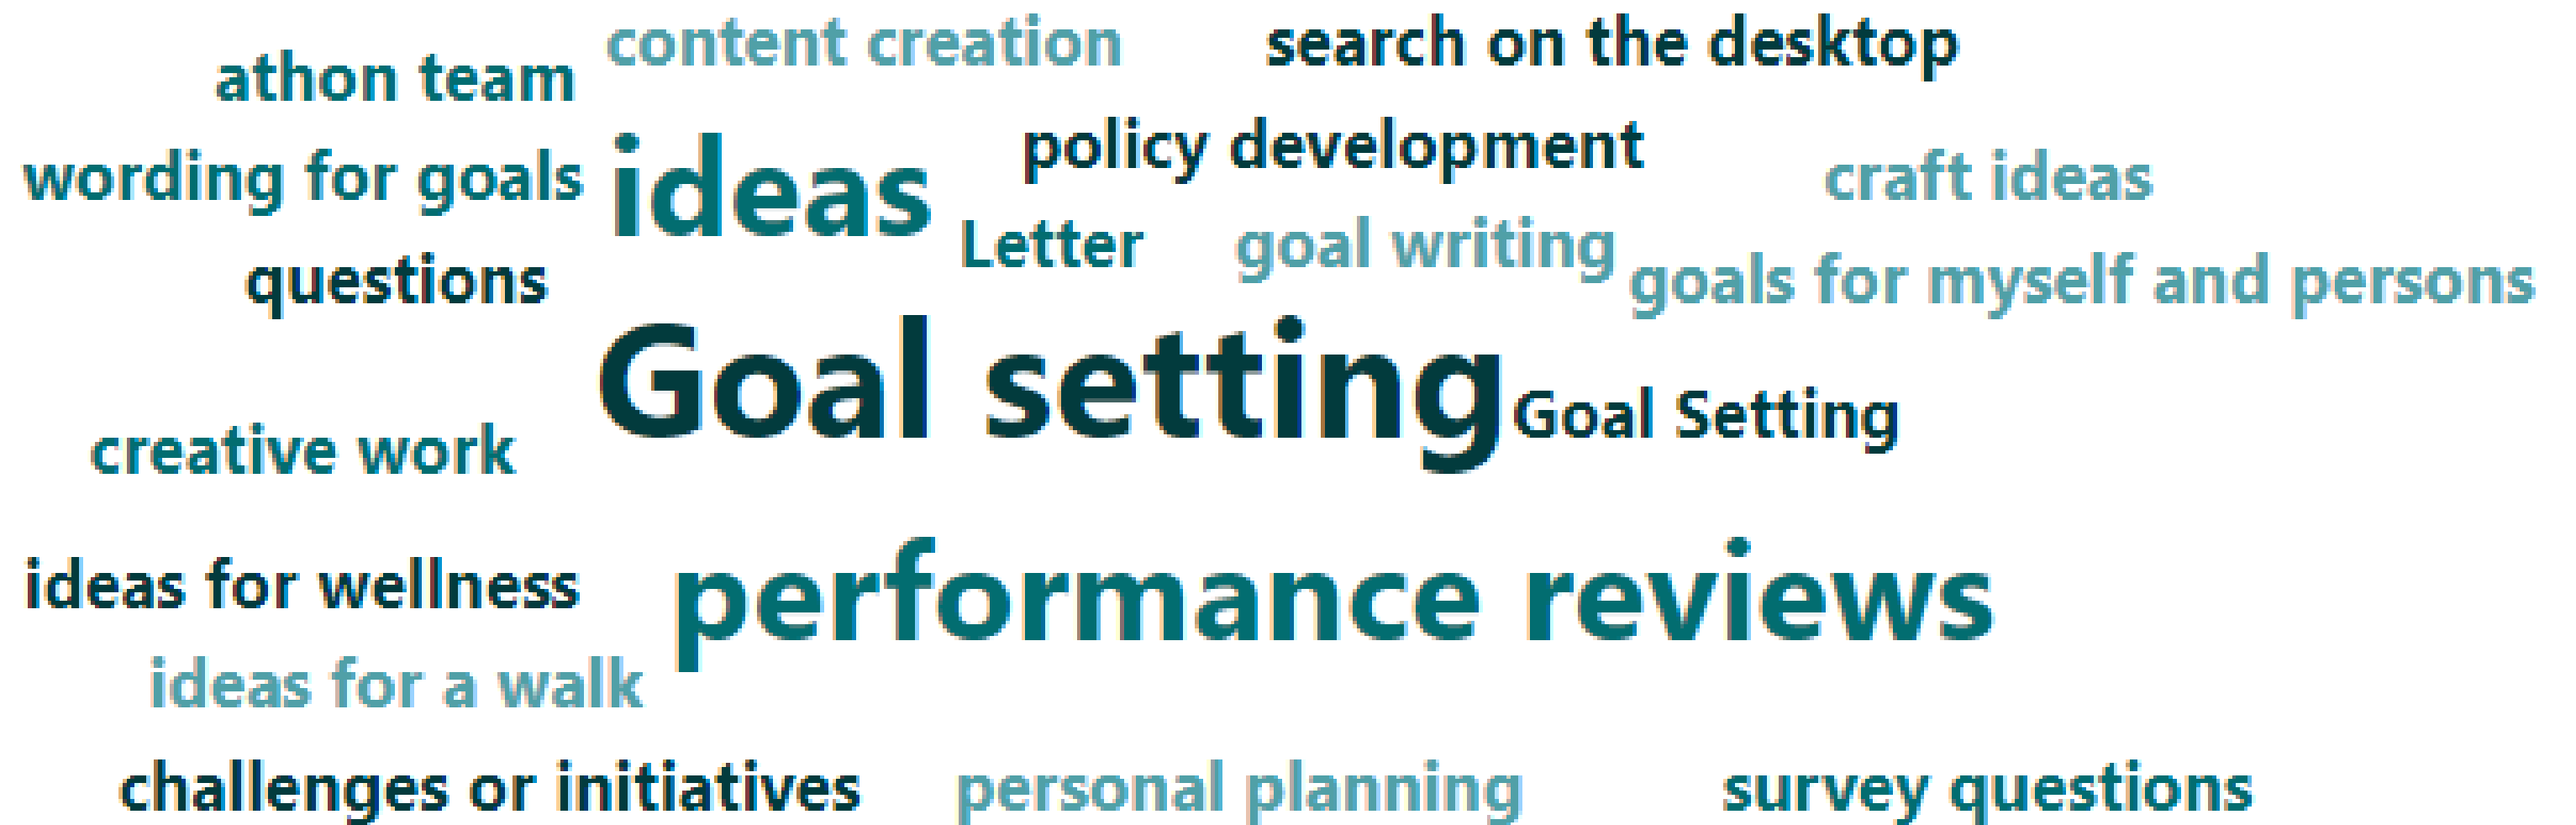 content creation
search on the desktop
athon team
policy development
wording for goals
ideas
craft ideas
Letter
goal writing
questions
goals for myself and persons
Goal setting
Goal Setting
creative work
ideas for wellness
performance reviews
ideas for a walk
challenges or initiatives
personal planning
survey questions